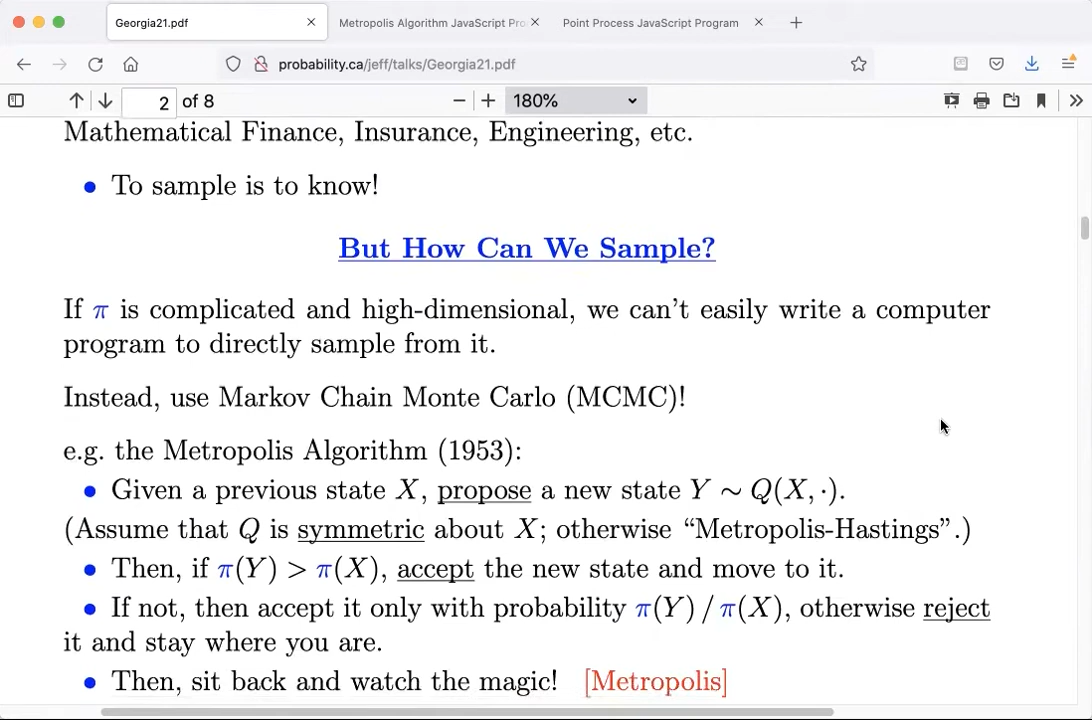 Georgia21.pdf
Metropolis Algorithm JavaScript Pro
Point Process JavaScript Program
probability.ca/jeff/talks/Georgia21.pdf
2 of 8
180%
Mathematical Finance, Insurance, Engineering, etc.
• To sample is to know!
But How Can We Sample?
If π is complicated and high-dimensional, we can't easily write a computer
program to directly sample from it.
Instead, use Markov Chain Monte Carlo (MCMC)!
e.g. the Metropolis Algorithm (1953):
• Given a previous state X, propose a new state Y ∼ Q(X, ·).
(Assume that Q is symmetric about X; otherwise “Metropolis-Hastings”.)
• Then, if π(Y) > π(X), accept the new state and move to it.
• If not, then accept it only with probability π(Y) / π(X), otherwise reject
it and stay where you are.
• Then, sit back and watch the magic! [Metropolis]